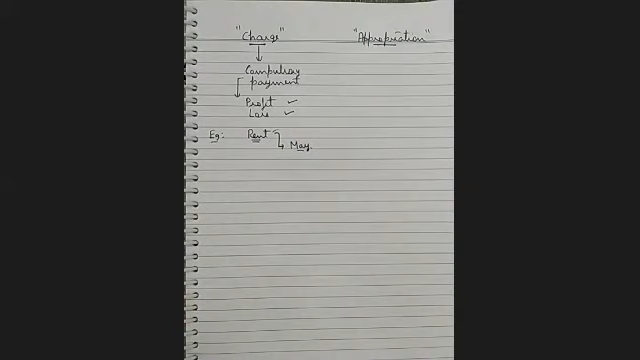 "Charge" "Appropriation"
Compulsory
payment
Profit ✓
Loss ✓
Eg: Rent
May.